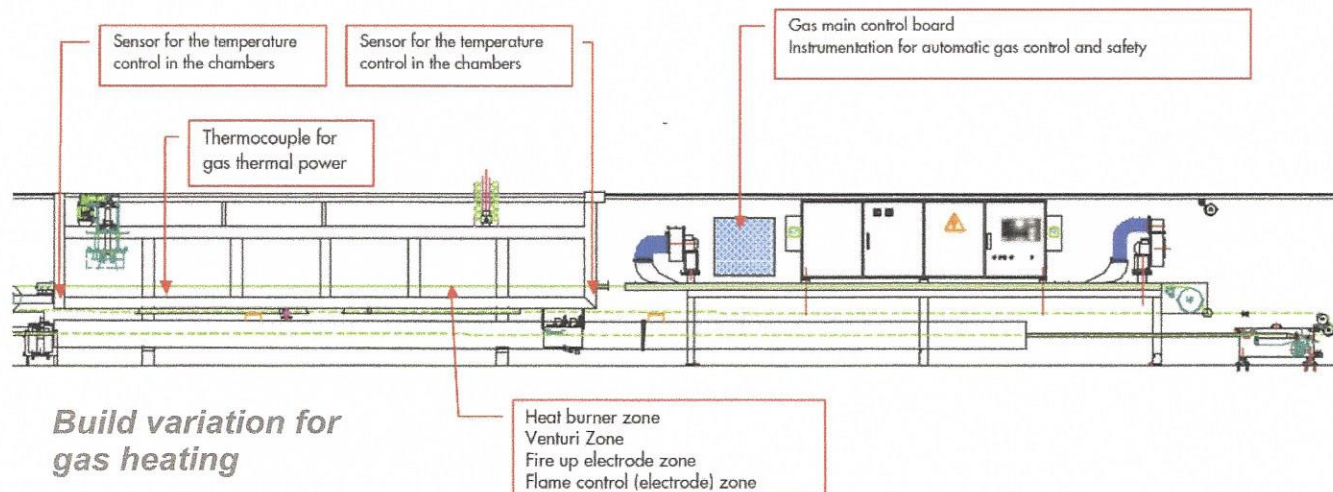 Sensor for the temperature
control in the chambers
Sensor for the temperature
control in the chambers
Gas main control board
Instrumentation for automatic gas control and safety
Thermocouple for
gas thermal power
Build variation for
gas heating
Heat burner zone
Venturi Zone
Fire up electrode zone
Flame control (electrode) zone